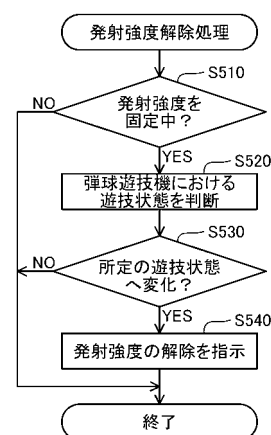 発射強度解除処理
S510
発射強度を
固定中？
NO
YES
S520
弾球遊技機における
遊技状態を判断
S530
所定の遊技状態
へ変化？
NO
YES
S540
発射強度の解除を指示
終了